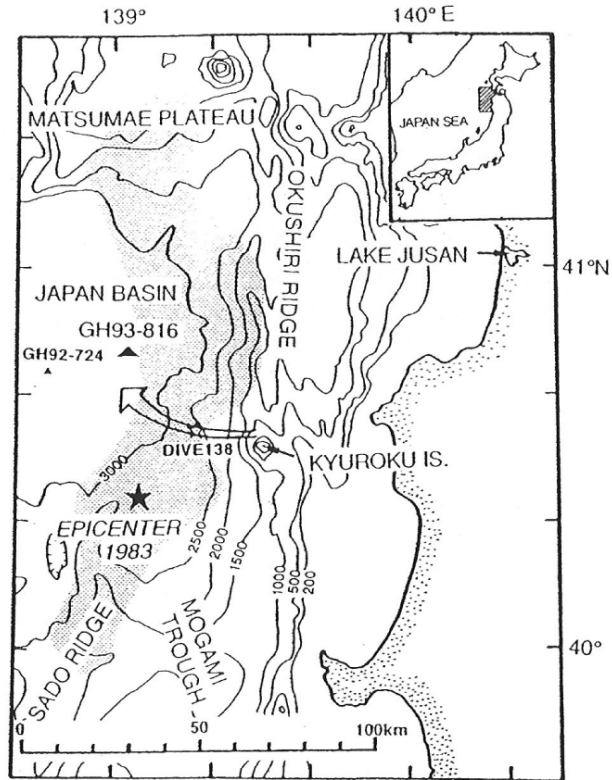 139°
140° E
MATSUMAE PLATEAU
JAPAN SEA
OKUSHIRI RIDGE
LAKE JUSAN
41°N
JAPAN BASIN
GH93-816
GH92-724
DIVE138
KYUROKU IS.
3000
EPICENTER
1983
2500
2000
1500
1000
500
200
40°
SADO RIDGE
MOGAMI
TROUGH
0
50
100km